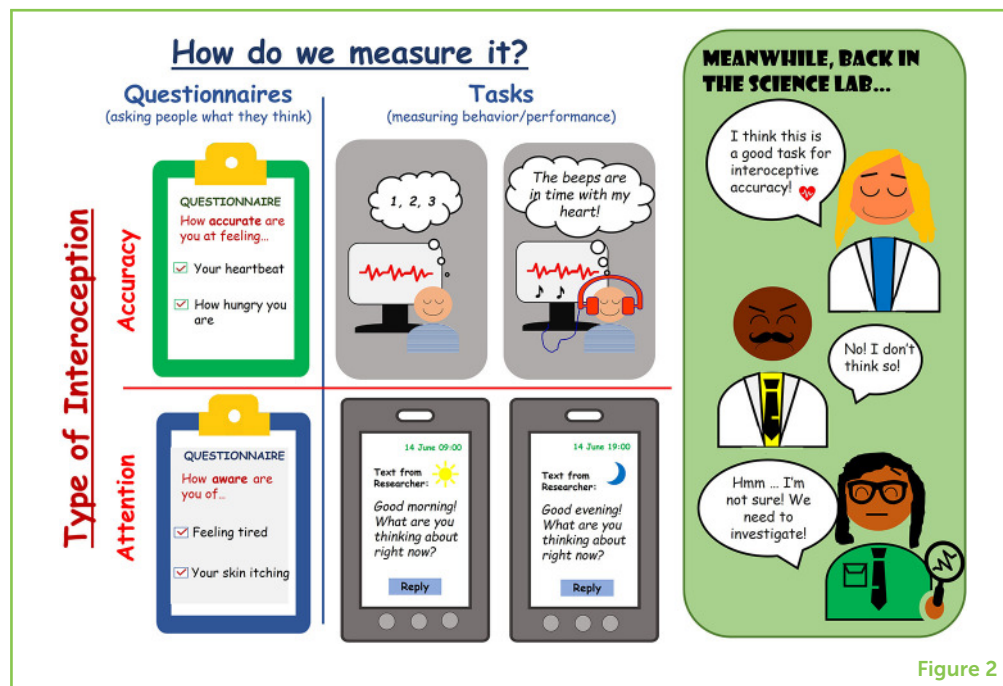 How do we measure it?
Questionnaires
(asking people what they think)
Tasks
(measuring behavior/performance)
Type of Interoception
Accuracy
QUESTIONNAIRE
How accurate are
you at feeling...
Your heartbeat
How hungry you
are
1, 2, 3
The beeps are
in time with my
heart!
Attention
QUESTIONNAIRE
How aware are
you of...
Feeling tired
Your skin itching
14 June 09:00
Text from
Researcher:
Good morning!
What are you
thinking about
right now?
Reply
14 June 19:00
Text from
Researcher:
Good evening!
What are you
thinking about
right now?
Reply
MEANWHILE, BACK IN
THE SCIENCE LAB...
I think this is
a good task for
interoceptive
accuracy!
No! I don't
think so!
Hmm ... I'm
not sure! We
need to
investigate!
Figure 2